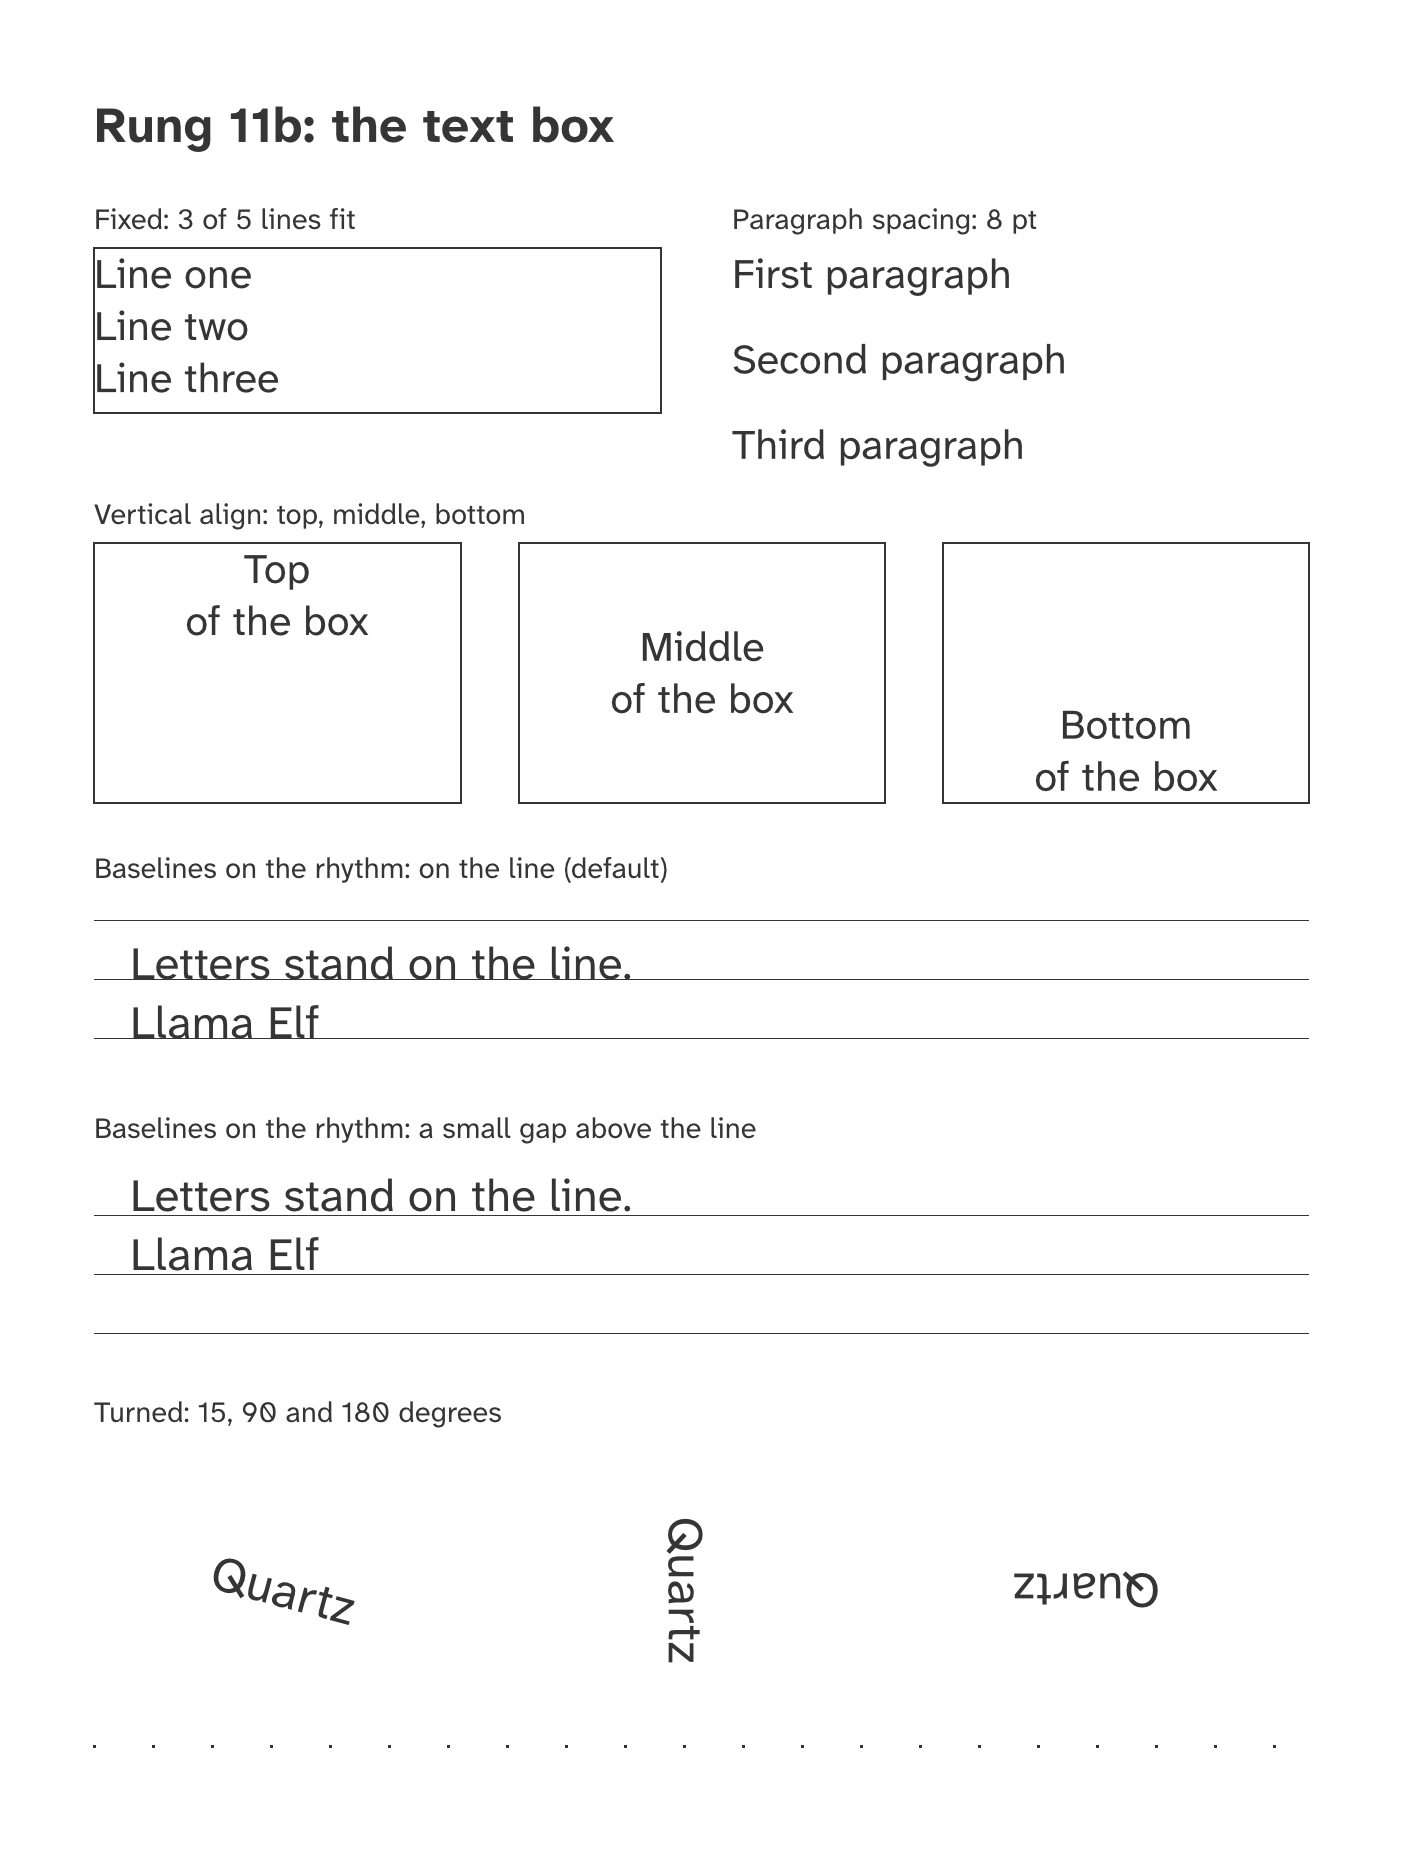 Rung 11b: the text box
Fixed: 3 of 5 lines fit
Line one
Line two
Line three
Paragraph spacing: 8 pt
First paragraph
Second paragraph
Third paragraph
Vertical align: top, middle, bottom
Top
of the box
Middle
of the box
Bottom
of the box
Baselines on the rhythm: on the line (default)
Letters stand on the line.
Llama Elf
Baselines on the rhythm: a small gap above the line
Letters stand on the line.
Llama Elf
Turned: 15, 90 and 180 degrees
Quartz
Quartz
Quartz